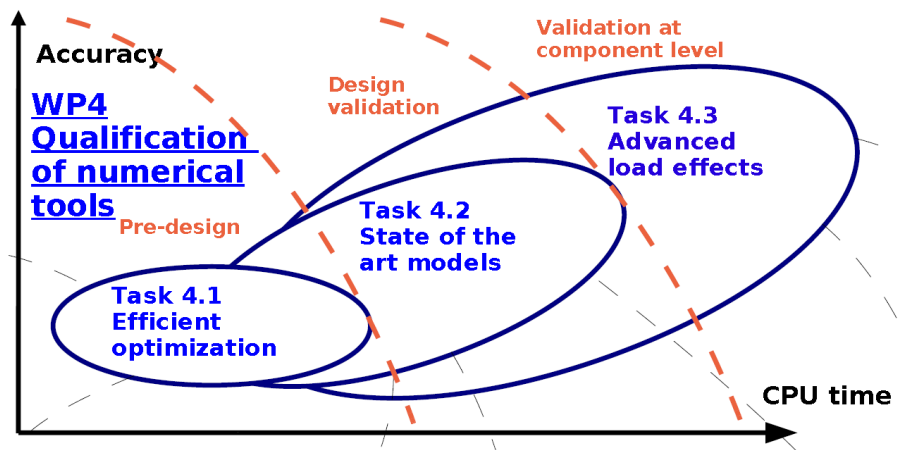 Accuracy
WP4
Qualification
of numerical
tools
Pre-design
Design
validation
Validation at
component level
Task 4.1
Efficient
optimization
Task 4.2
State of the
art models
Task 4.3
Advanced
load effects
CPU time